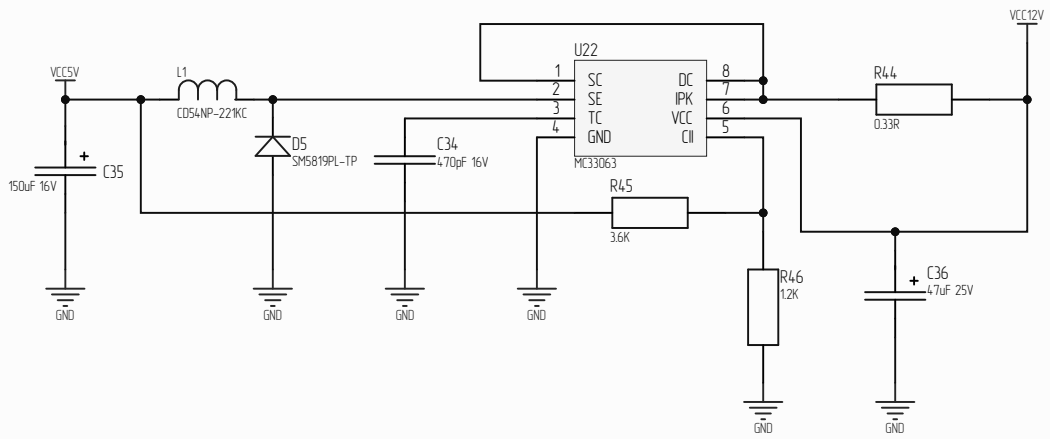 VCC12V
U22
VCC5V
L1
1
SC
DC
8
R44
2
SE
IPK
7
CD54NP-221KC
3
TC
VCC
6
0.33R
4
GND
CII
5
D5
SM5819PL-TP
C34
470pF 16V
MC33063
+
C35
150uF 16V
R45
3.6K
R46
1.2K
+
C36
47uF 25V
GND
GND
GND
GND
GND
GND